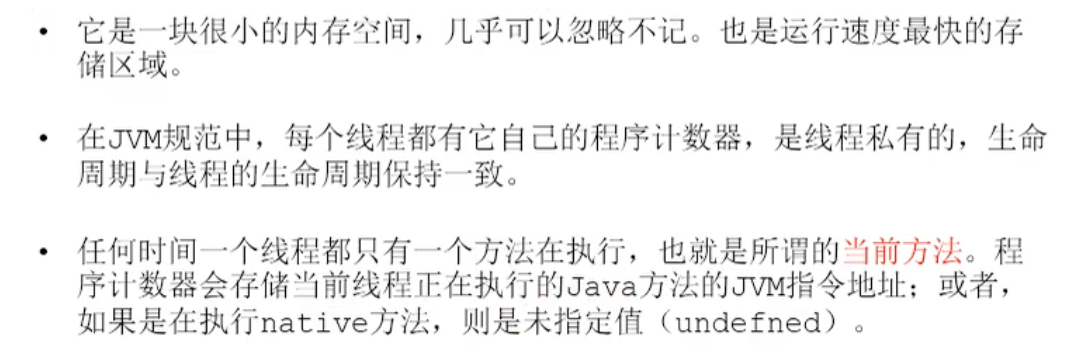 • 它是一块很小的内存空间，几乎可以忽略不记。也是运行速度最快的存
储区域。
• 在JVM规范中，每个线程都有它自己的程序计数器，是线程私有的，生命
周期与线程的生命周期保持一致。
• 任何时间一个线程都只有一个方法在执行，也就是所谓的当前方法。程
序计数器会存储当前线程正在执行的Java方法的JVM指令地址；或者，
如果是在执行native方法，则是未指定值（undefned）。